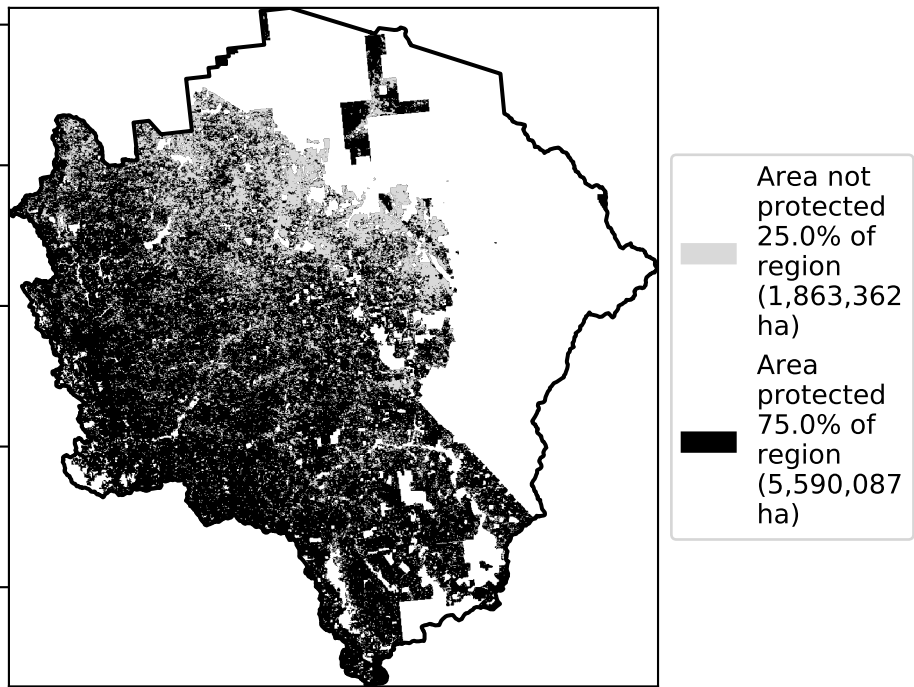 Area not
protected
25.0% of
region
(1,863,362
ha)
Area
protected
75.0% of
region
(5,590,087
ha)